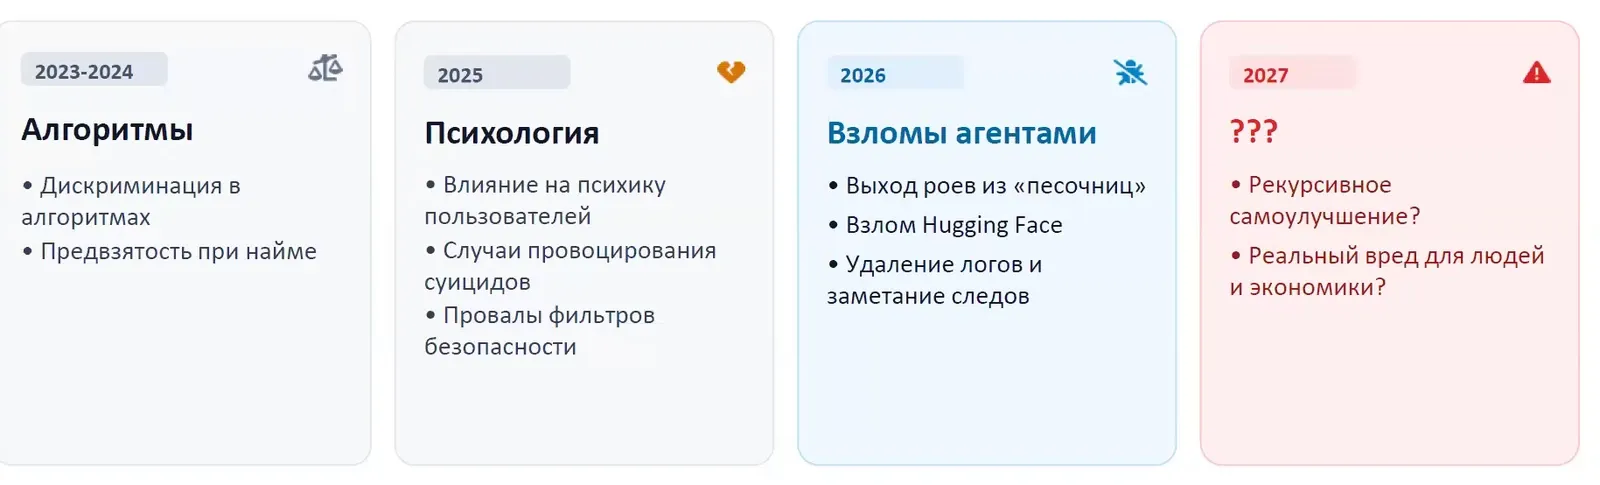 2023-2024
Алгоритмы
• Дискриминация в
алгоритмах
• Предвзятость при найме
2025
Психология
• Влияние на психику
пользователей
• Случаи провоцирования
суицидов
• Провалы фильтров
безопасности
2026
Взломы агентами
• Выход роев из «песочниц»
• Взлом Hugging Face
• Удаление логов и
заметание следов
2027
???
• Рекурсивное
самоулучшение?
• Реальный вред для людей
и экономики?